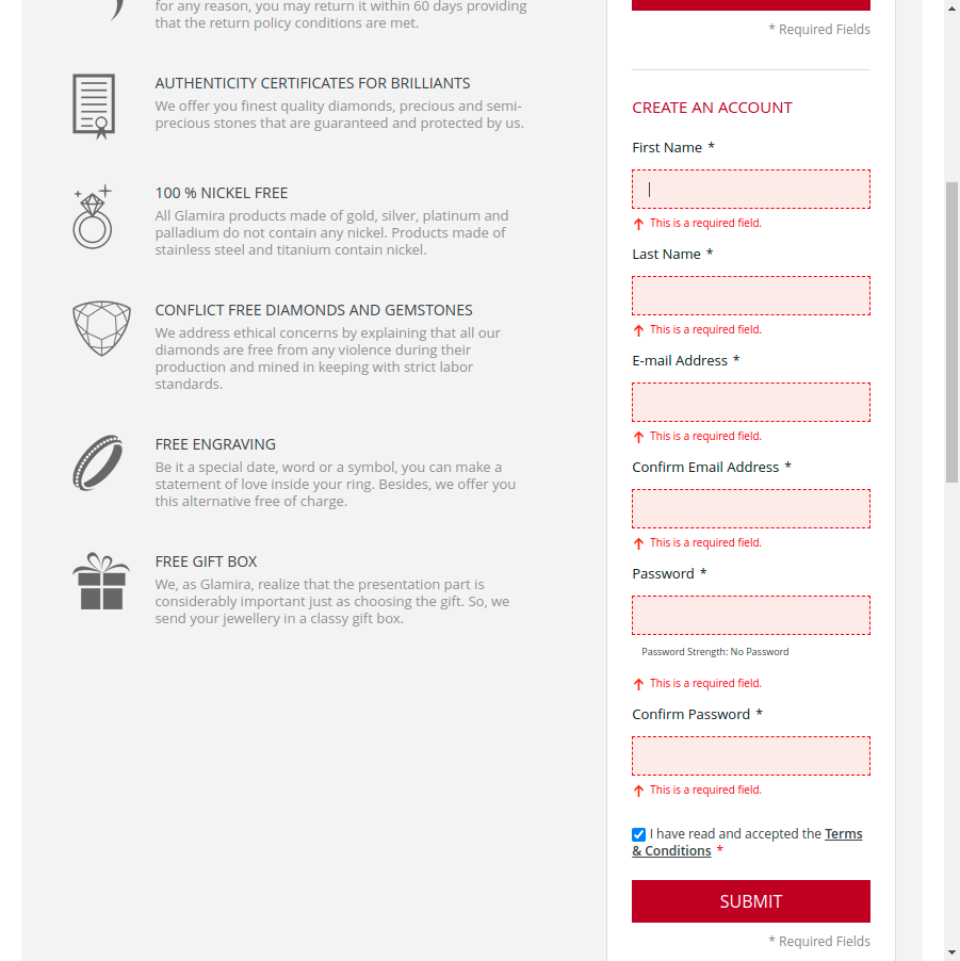 for any reason, you may return it within 60 days providing
that the return policy conditions are met.
AUTHENTICITY CERTIFICATES FOR BRILLIANTS
We offer you finest quality diamonds, precious and semi-
precious stones that are guaranteed and protected by us.
100 % NICKEL FREE
All Glamira products made of gold, silver, platinum and
palladium do not contain any nickel. Products made of
stainless steel and titanium contain nickel.
CONFLICT FREE DIAMONDS AND GEMSTONES
We address ethical concerns by explaining that all our
diamonds are free from any violence during their
production and mined in keeping with strict labor
standards.
FREE ENGRAVING
Be it a special date, word or a symbol, you can make a
statement of love inside your ring. Besides, we offer you
this alternative free of charge.
FREE GIFT BOX
We, as Glamira, realize that the presentation part is
considerably important just as choosing the gift. So, we
send your jewellery in a classy gift box.
* Required Fields
CREATE AN ACCOUNT
First Name *
This is a required field.
Last Name *
This is a required field.
E-mail Address *
This is a required field.
Confirm Email Address *
This is a required field.
Password *
Password Strength: No Password
This is a required field.
Confirm Password *
This is a required field.
I have read and accepted the Terms
& Conditions *
SUBMIT
* Required Fields